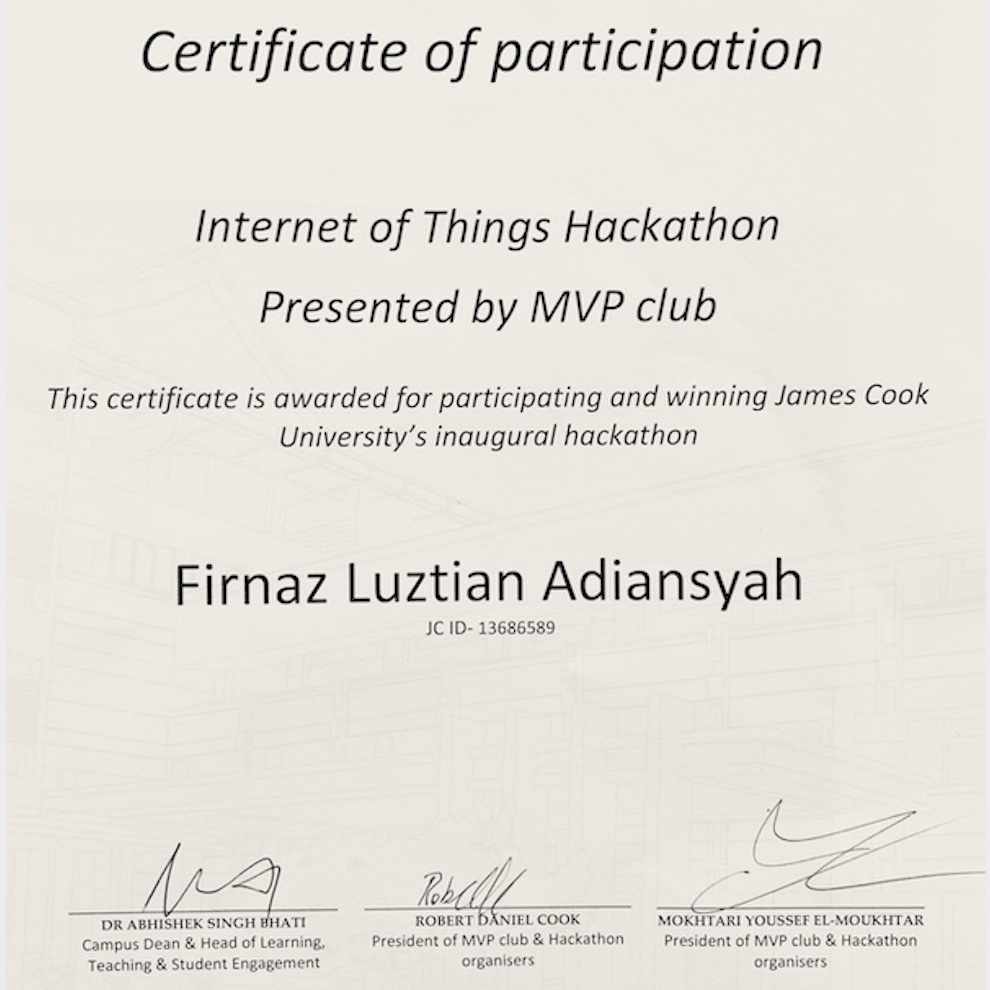 Certificate of participation
Internet of Things Hackathon
Presented by MVP club
This certificate is awarded for participating and winning James Cook
University's inaugural hackathon
Firnaz Luztian Adiansyah
JC ID- 13686589
DR ABHISHEK SINGH BHATI
Campus Dean & Head of Learning,
Teaching & Student Engagement
ROBERT DANIEL COOK
President of MVP club & Hackathon
organisers
MOKHTARI YOUSSEF EL-MOUKHTAR
President of MVP club & Hackathon
organisers